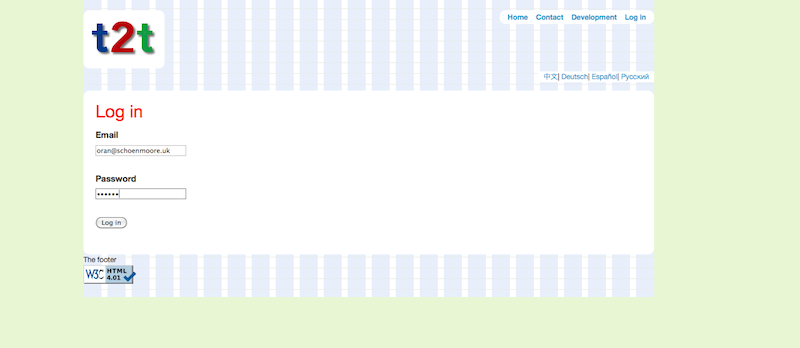 t2t
Home Contact Development Log in
中文| Deutsch| Español| Русский
Log in
Email
oran@schoenmoore.uk
Password
••••••
Log in
The footer
W3C HTML
4.01